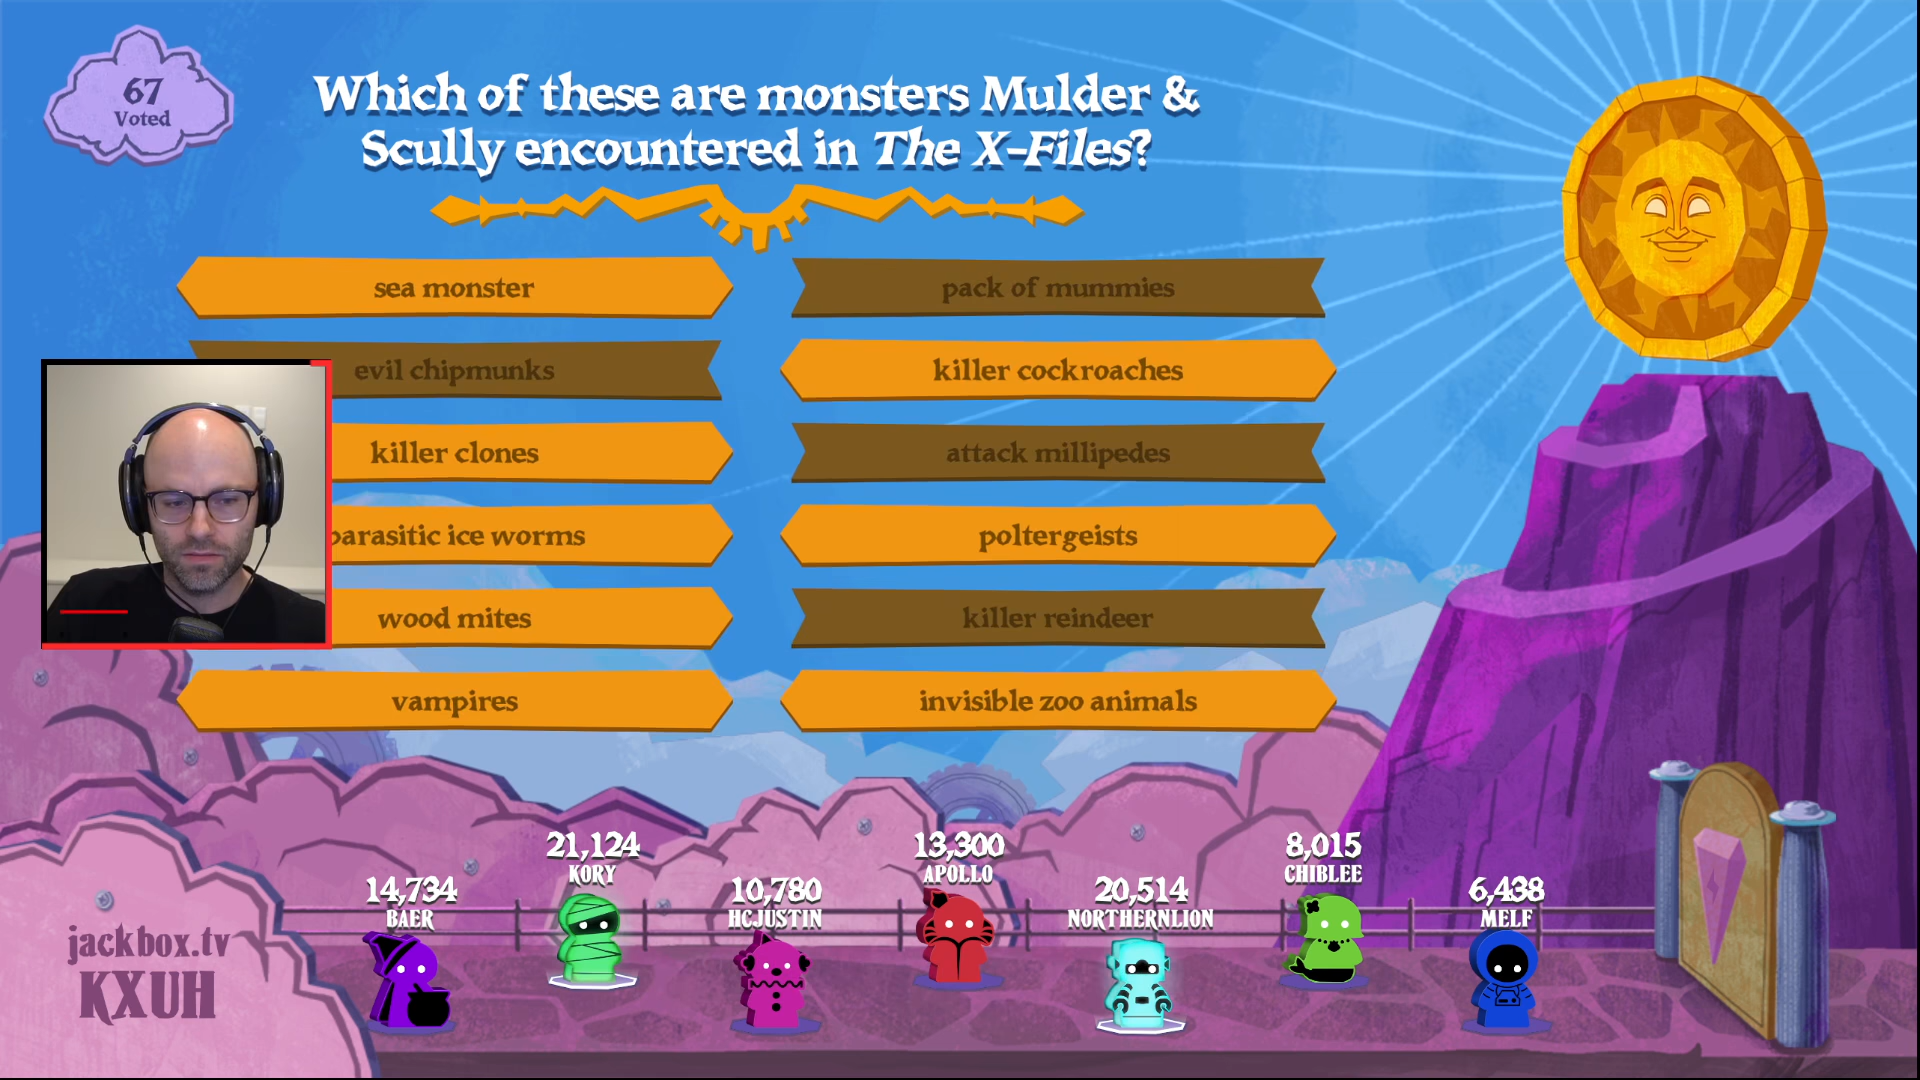 67
Voted
Which of these are monsters Mulder &
Scully encountered in The X-Files?
sea monster
pack of mummies
evil chipmunks
killer cockroaches
killer clones
attack millipedes
parasitic ice worms
poltergeists
wood mites
killer reindeer
vampires
invisible zoo animals
14,734
BAER
21,124
KORY
10,780
HCJUSTIN
13,300
APOLLO
20,514
NORTHERNLION
8,015
CHIBLEE
6,438
MELF
jackbox.tv
KXUH